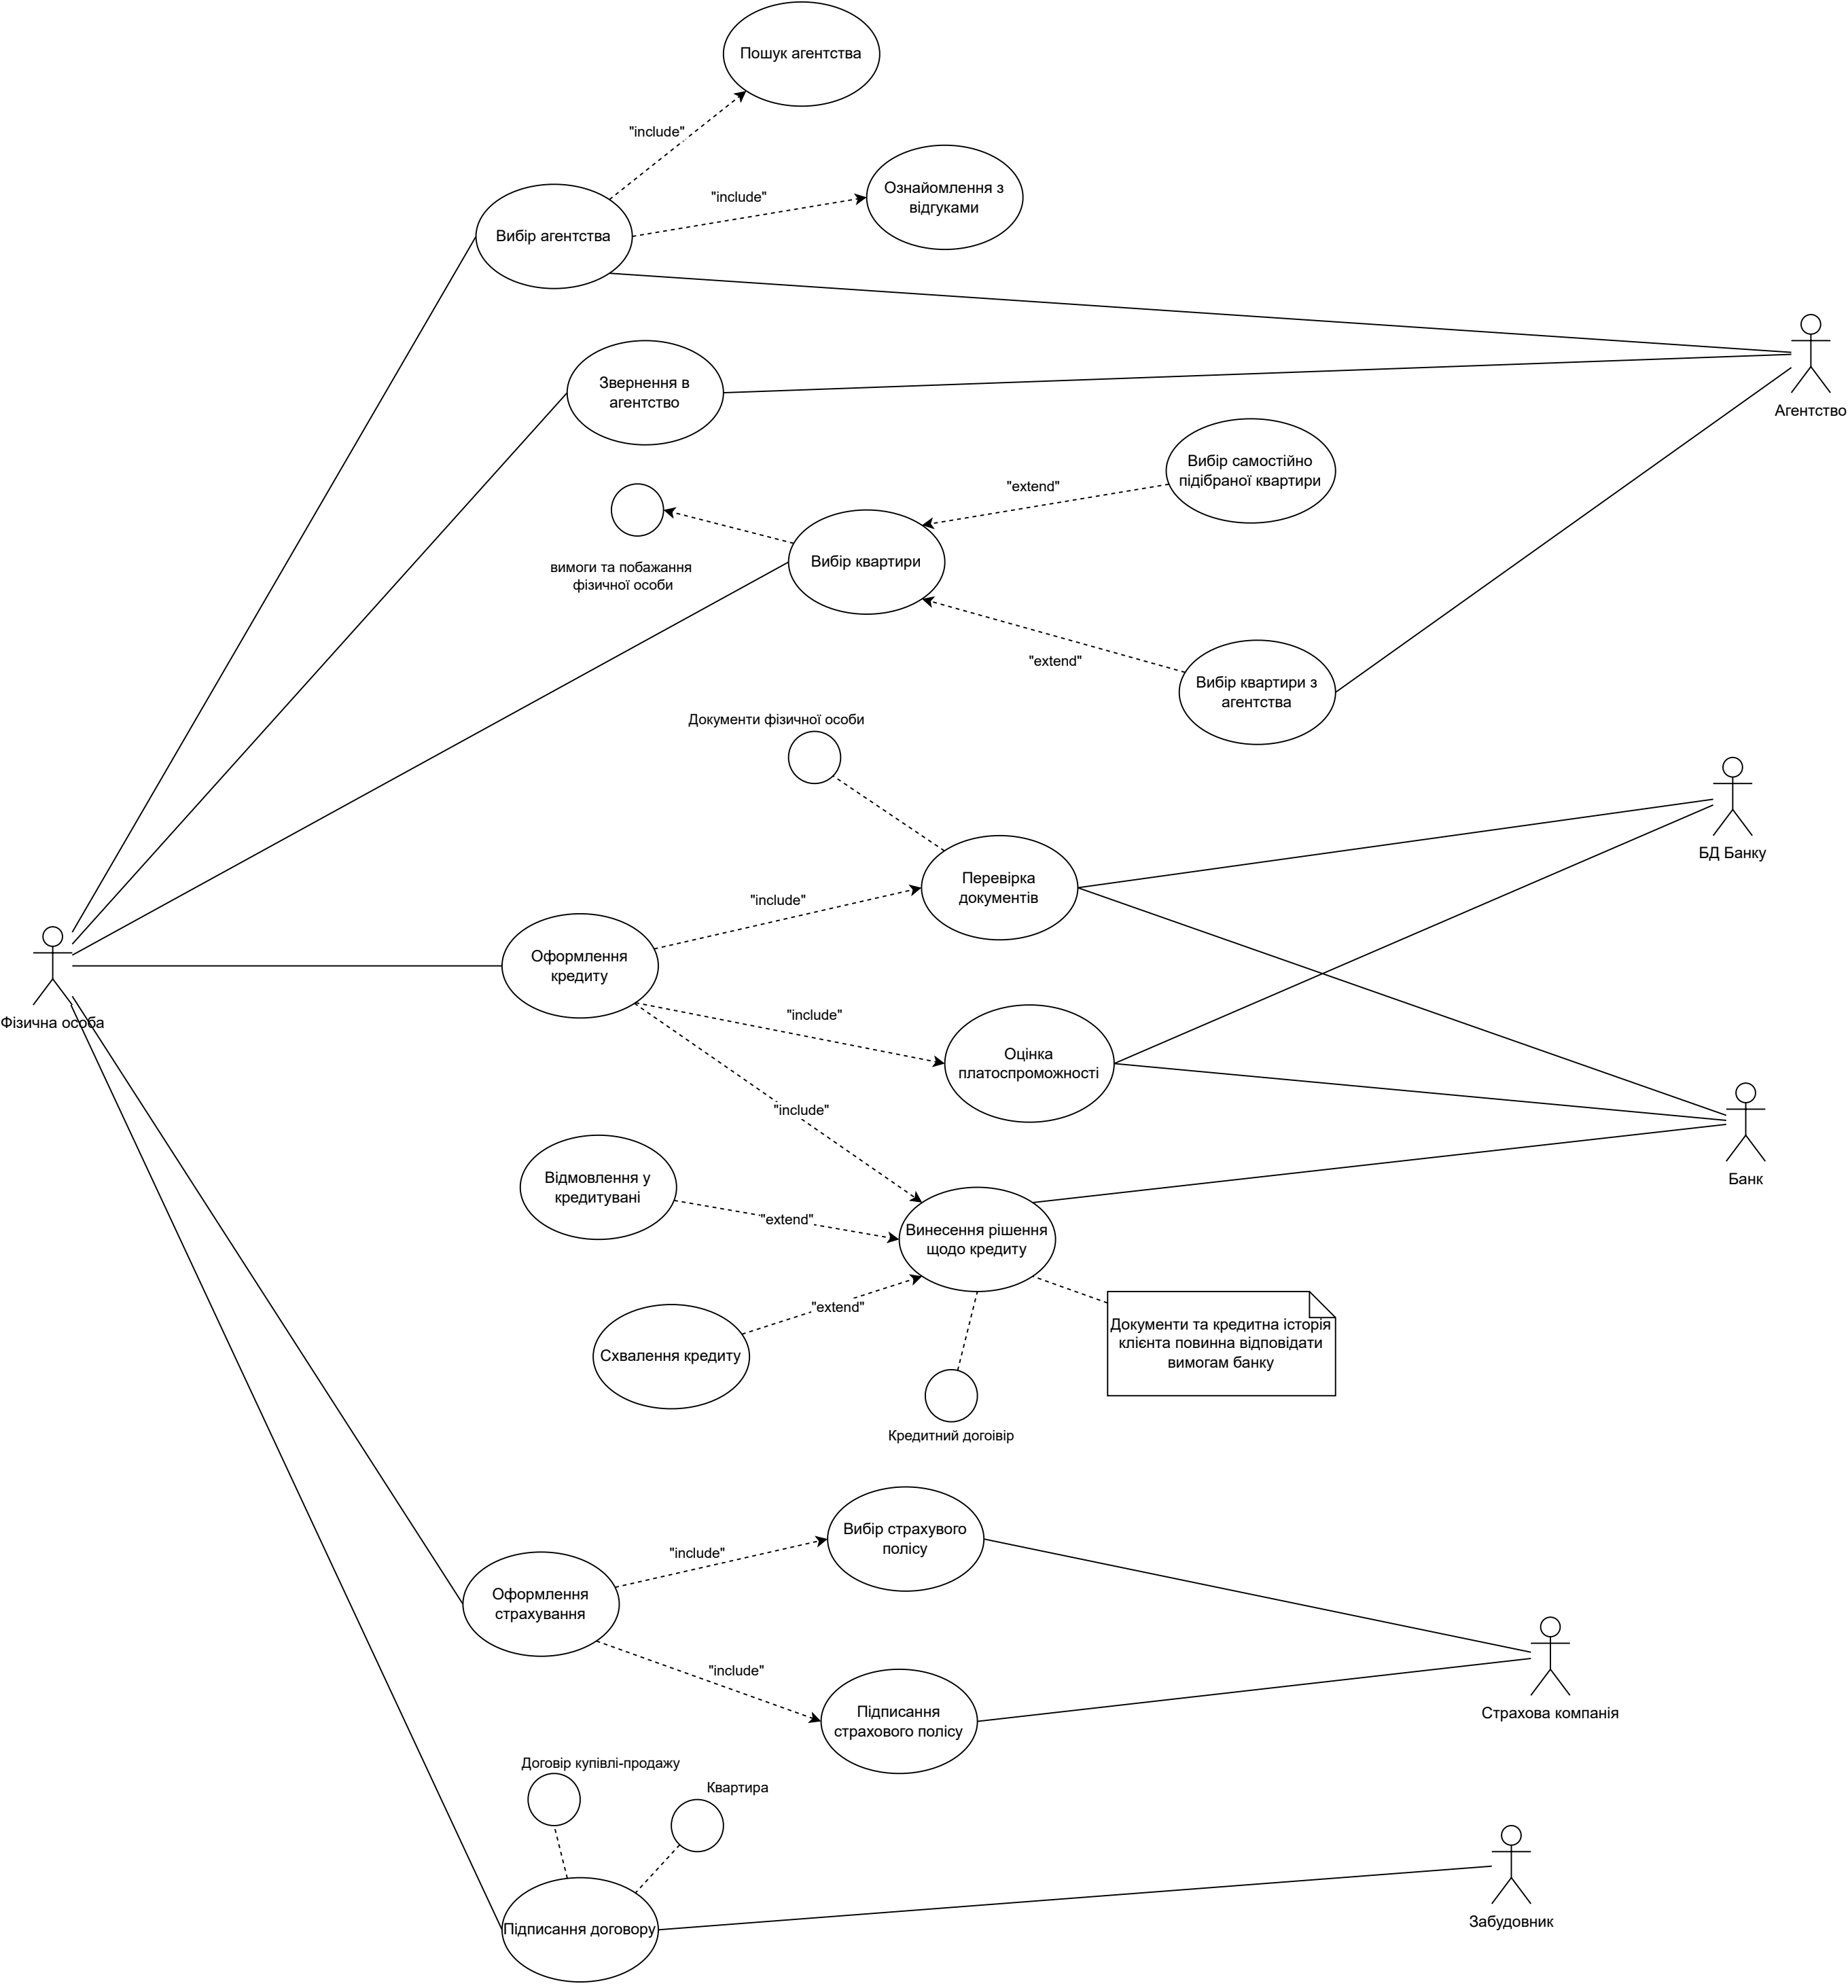 Пошук агентства
"include"
Ознайомлення з
відгуками
"include"
Вибір агентства
Агентство
Звернення в
агентство
Вибір самостійно
підібраної квартири
"extend"
Вибір квартири
вимоги та побажання
фізичної особи
"extend"
Вибір квартири з
агентства
Документи фізичної особи
БД Банку
Перевірка
документів
"include"
Оформлення
кредиту
Фізична особа
"include"
Оцінка
платоспроможності
"include"
Банк
Відмовлення у
кредитувані
"extend"
Винесення рішення
щодо кредиту
"extend"
Схвалення кредиту
Документи та кредитна історія
клієнта повинна відповідати
вимогам банку
Кредитний догоівір
Вибір страхувого
полісу
"include"
Оформлення
страхування
"include"
Підписання
страхового полісу
Страхова компанія
Договір купівлі-продажу
Квартира
Підписання договору
Забудовник